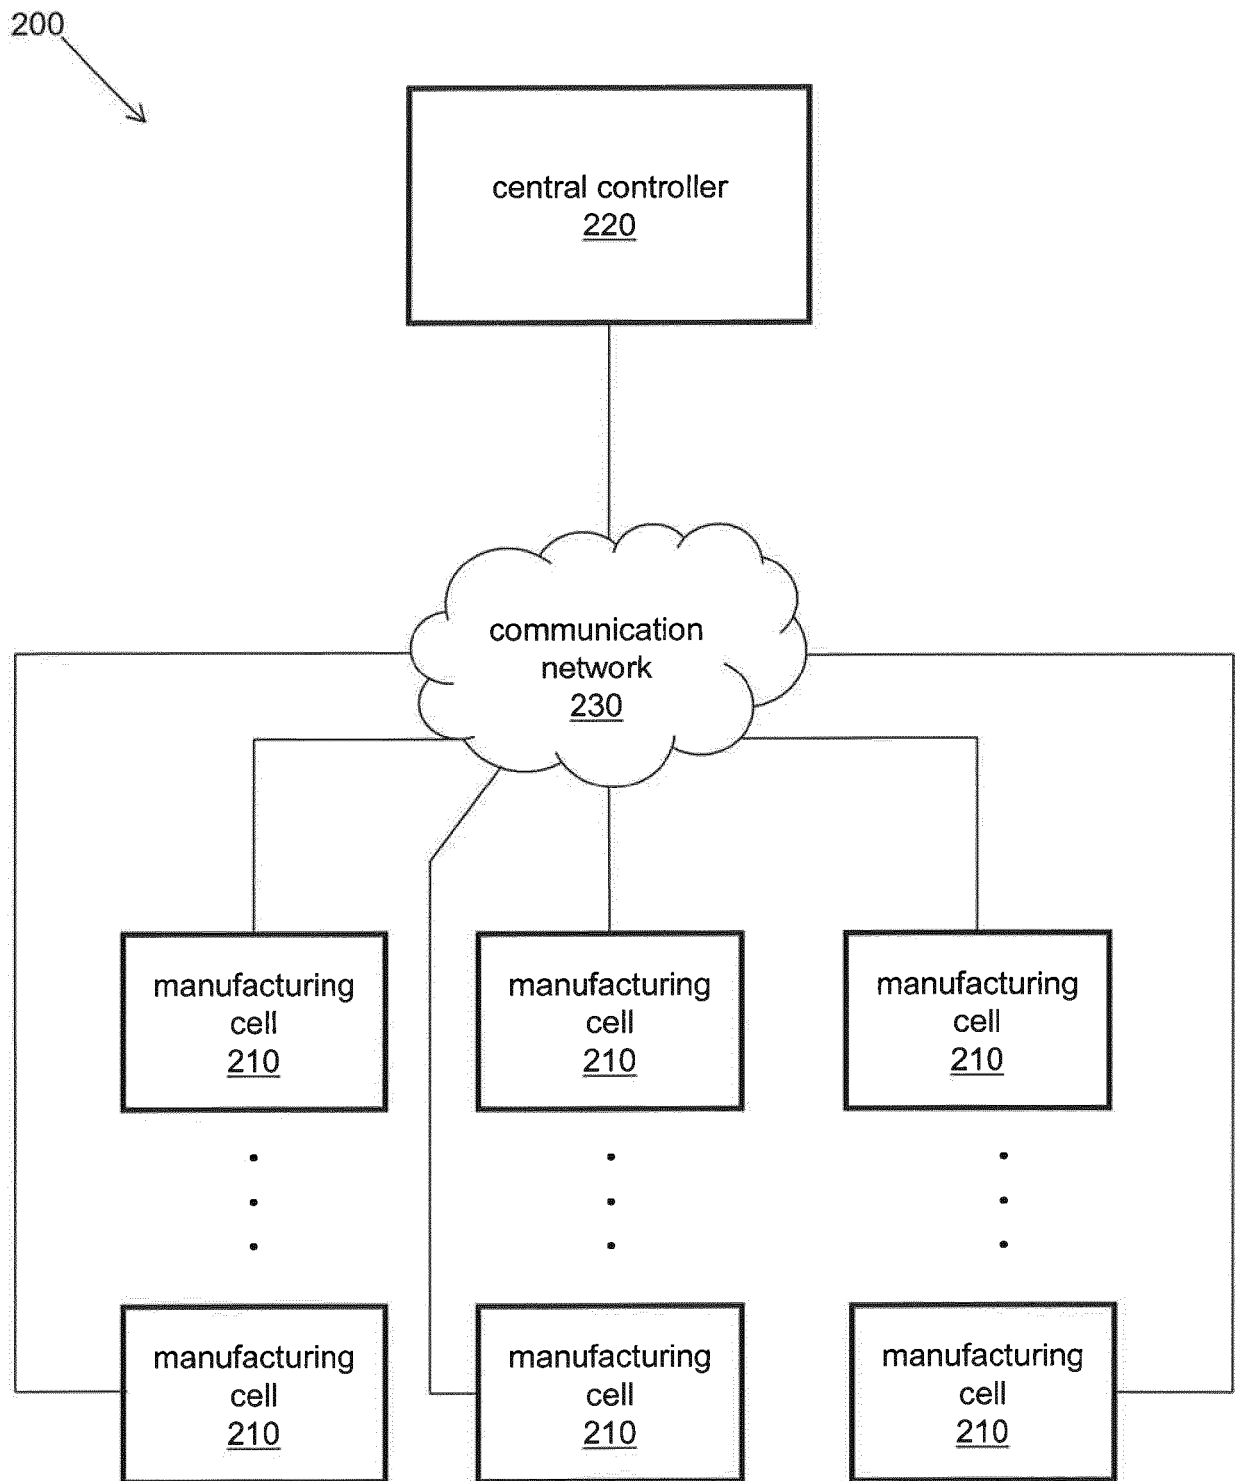 200
central controller
220
communication
network
230
manufacturing
cell
210
manufacturing
cell
210
manufacturing
cell
210
manufacturing
cell
210
manufacturing
cell
210
manufacturing
cell
210